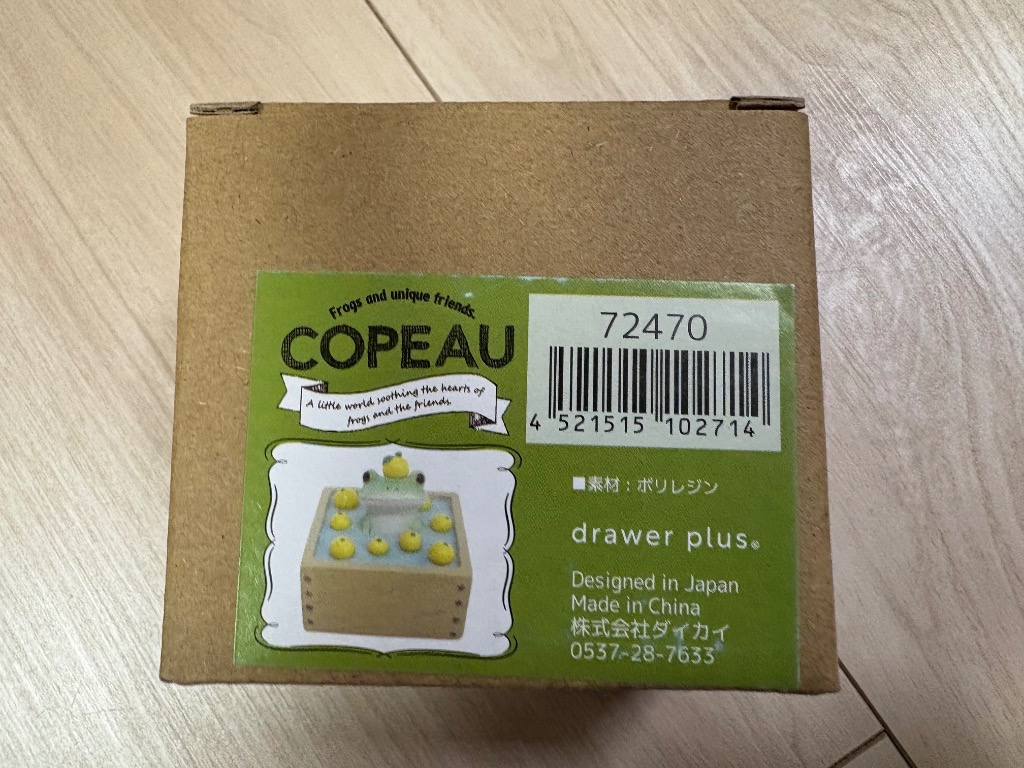 Frogs and unique friends.
COPEAU
A little world soothing the hearts of
frogs and the friends.
72470
4 521515 102714
■素材：ポリレジン
drawer plus®
Designed in Japan
Made in China
株式会社ダイカイ
0537-28-7633